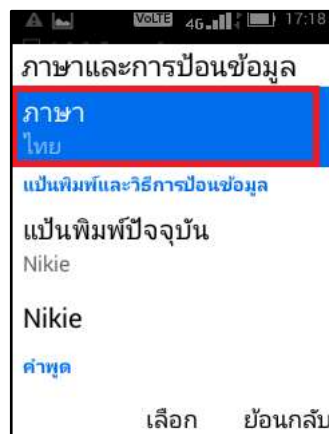 VoLTE 4G 17:18
ภาษาและการป้อนข้อมูล
ภาษา
ไทย
แป้นพิมพ์และวิธีการป้อนข้อมูล
แป้นพิมพ์ปัจจุบัน
Nikie
Nikie
คำพูด
เลือก ย้อนกลับ